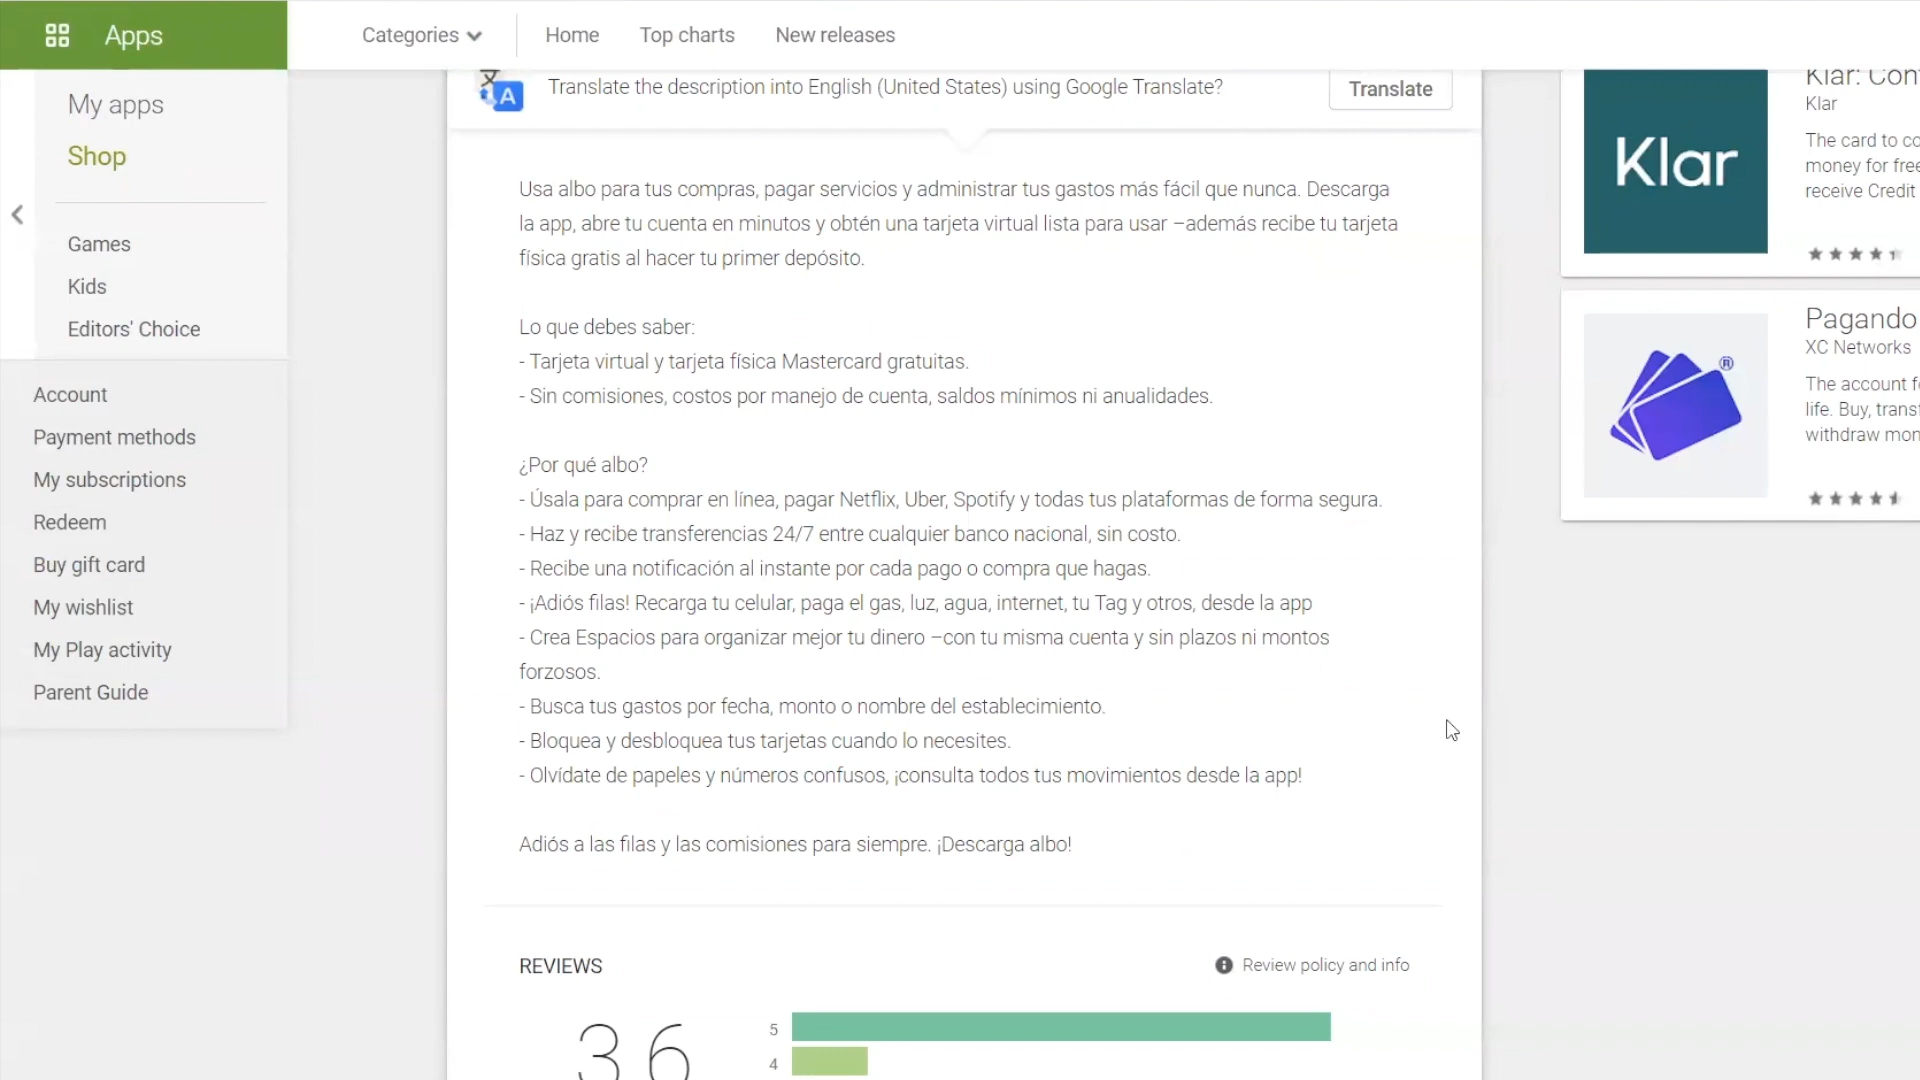 Apps
Categories
Home
Top charts
New releases
My apps
Shop
Games
Kids
Editors' Choice
Account
Payment methods
My subscriptions
Redeem
Buy gift card
My wishlist
My Play activity
Parent Guide
文
A
Translate the description into English (United States) using Google Translate?
Translate
Usa albo para tus compras, pagar servicios y administrar tus gastos más fácil que nunca. Descarga
la app, abre tu cuenta en minutos y obtén una tarjeta virtual lista para usar –además recibe tu tarjeta
física gratis al hacer tu primer depósito.
Lo que debes saber:
- Tarjeta virtual y tarjeta física Mastercard gratuitas.
- Sin comisiones, costos por manejo de cuenta, saldos mínimos ni anualidades.
¿Por qué albo?
- Úsala para comprar en línea, pagar Netflix, Uber, Spotify y todas tus plataformas de forma segura.
- Haz y recibe transferencias 24/7 entre cualquier banco nacional, sin costo.
- Recibe una notificación al instante por cada pago o compra que hagas.
- ¡Adiós filas! Recarga tu celular, paga el gas, luz, agua, internet, tu Tag y otros, desde la app
- Crea Espacios para organizar mejor tu dinero –con tu misma cuenta y sin plazos ni montos
forzosos.
- Busca tus gastos por fecha, monto o nombre del establecimiento.
- Bloquea y desbloquea tus tarjetas cuando lo necesites.
- Olvídate de papeles y números confusos, ¡consulta todos tus movimientos desde la app!
Adiós a las filas y las comisiones para siempre. ¡Descarga albo!
REVIEWS
Review policy and info
3.6
5
4
Klar
Klar:
Klar
The card to
money for
receive Credit
®
Pagando
XC Networks
The account
life. Buy,
withdraw